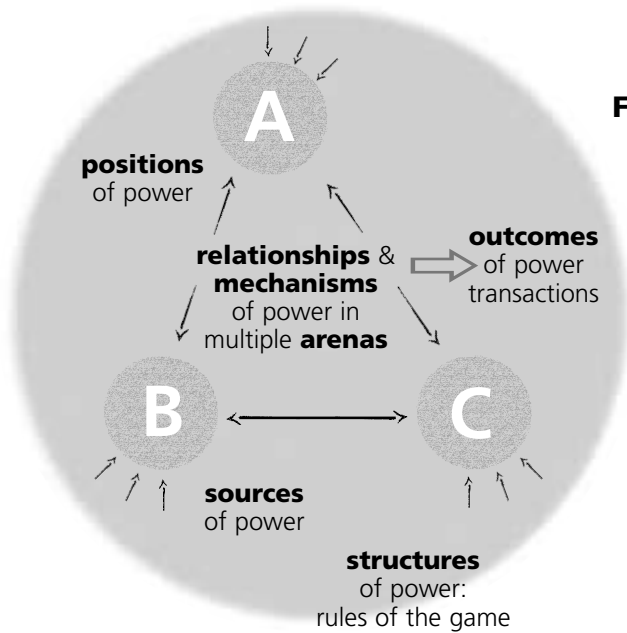 A
F
positions
of power
relationships &
mechanisms
of power in
multiple arenas
outcomes
of power
transactions
B
C
sources
of power
structures
of power:
rules of the game